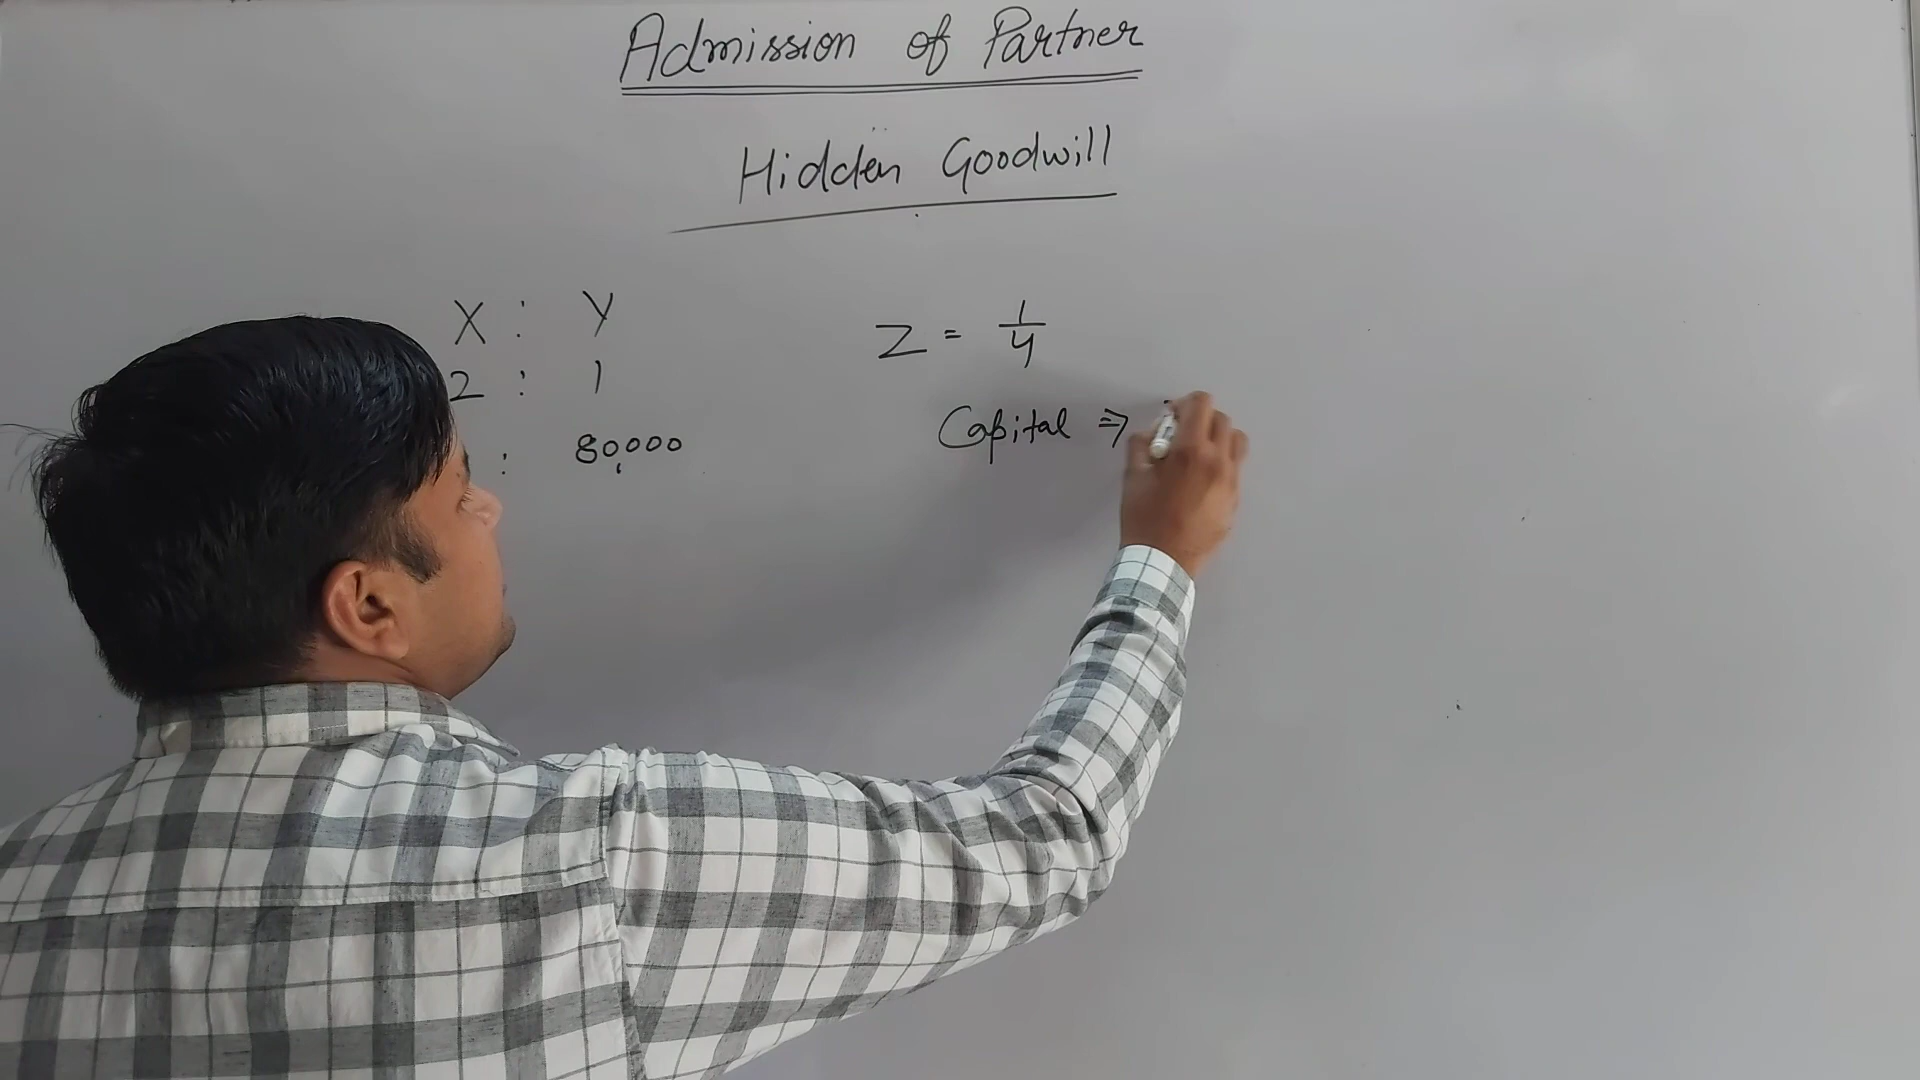 Admission of Partner
Hidden Goodwill
X : Y
2 : 1
: 80,000
Z = 1/4
Capital ⇒